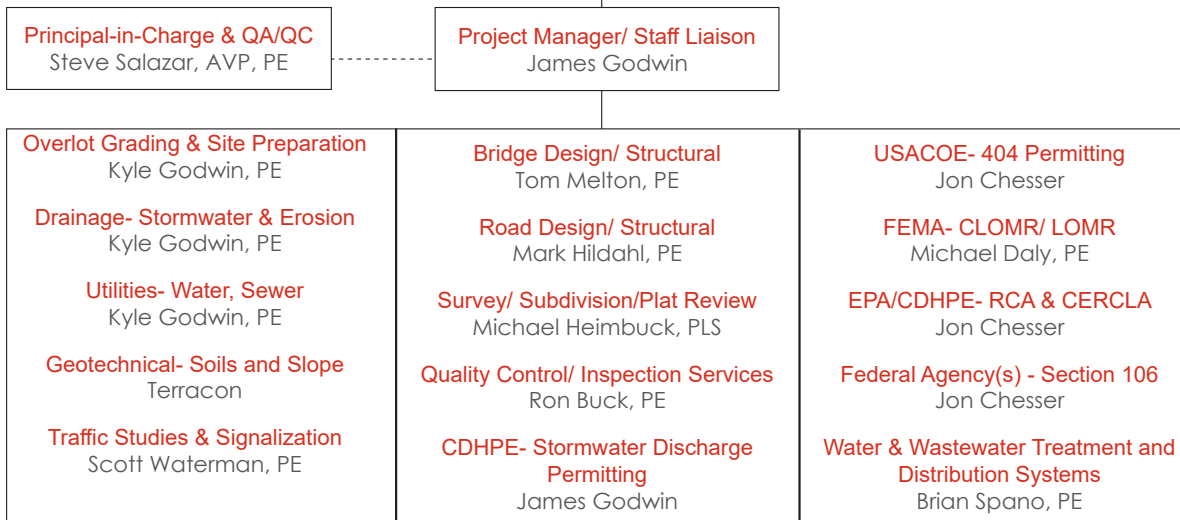 Principal-in-Charge & QA/QC
Steve Salazar, AVP, PE
Project Manager/ Staff Liaison
James Godwin
Overlot Grading & Site Preparation
Kyle Godwin, PE
Drainage- Stormwater & Erosion
Kyle Godwin, PE
Utilities- Water, Sewer
Kyle Godwin, PE
Geotechnical- Soils and Slope
Terracon
Traffic Studies & Signalization
Scott Waterman, PE
Bridge Design/ Structural
Tom Melton, PE
Road Design/ Structural
Mark Hildahl, PE
Survey/ Subdivision/Plat Review
Michael Heimbuck, PLS
Quality Control/ Inspection Services
Ron Buck, PE
CDHPE- Stormwater Discharge
Permitting
James Godwin
USACOE- 404 Permitting
Jon Chesser
FEMA- CLOMR/ LOMR
Michael Daly, PE
EPA/CDHPE- RCA & CERCLA
Jon Chesser
Federal Agency(s) - Section 106
Jon Chesser
Water & Wastewater Treatment and
Distribution Systems
Brian Spano, PE